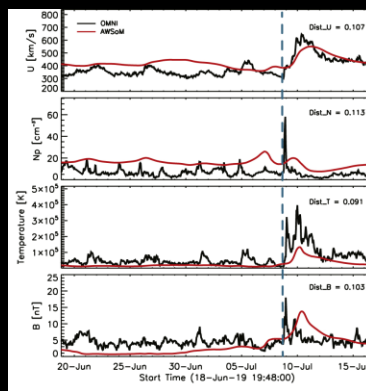 OMNI
AWSoM
Dist_U = 0.107
U [km/s]
800
700
600
500
400
300
200
Dist_N = 0.113
Np [cm⁻³]
60
40
20
0
Dist_T = 0.091
Temperature [K]
5×10⁵
4×10⁵
3×10⁵
2×10⁵
1×10⁵
Dist_B = 0.103
B [nT]
25
20
15
10
5
0
20-Jun 25-Jun 30-Jun 05-Jul 10-Jul 15-Jul
Start Time (18-Jun-19 19:48:00)